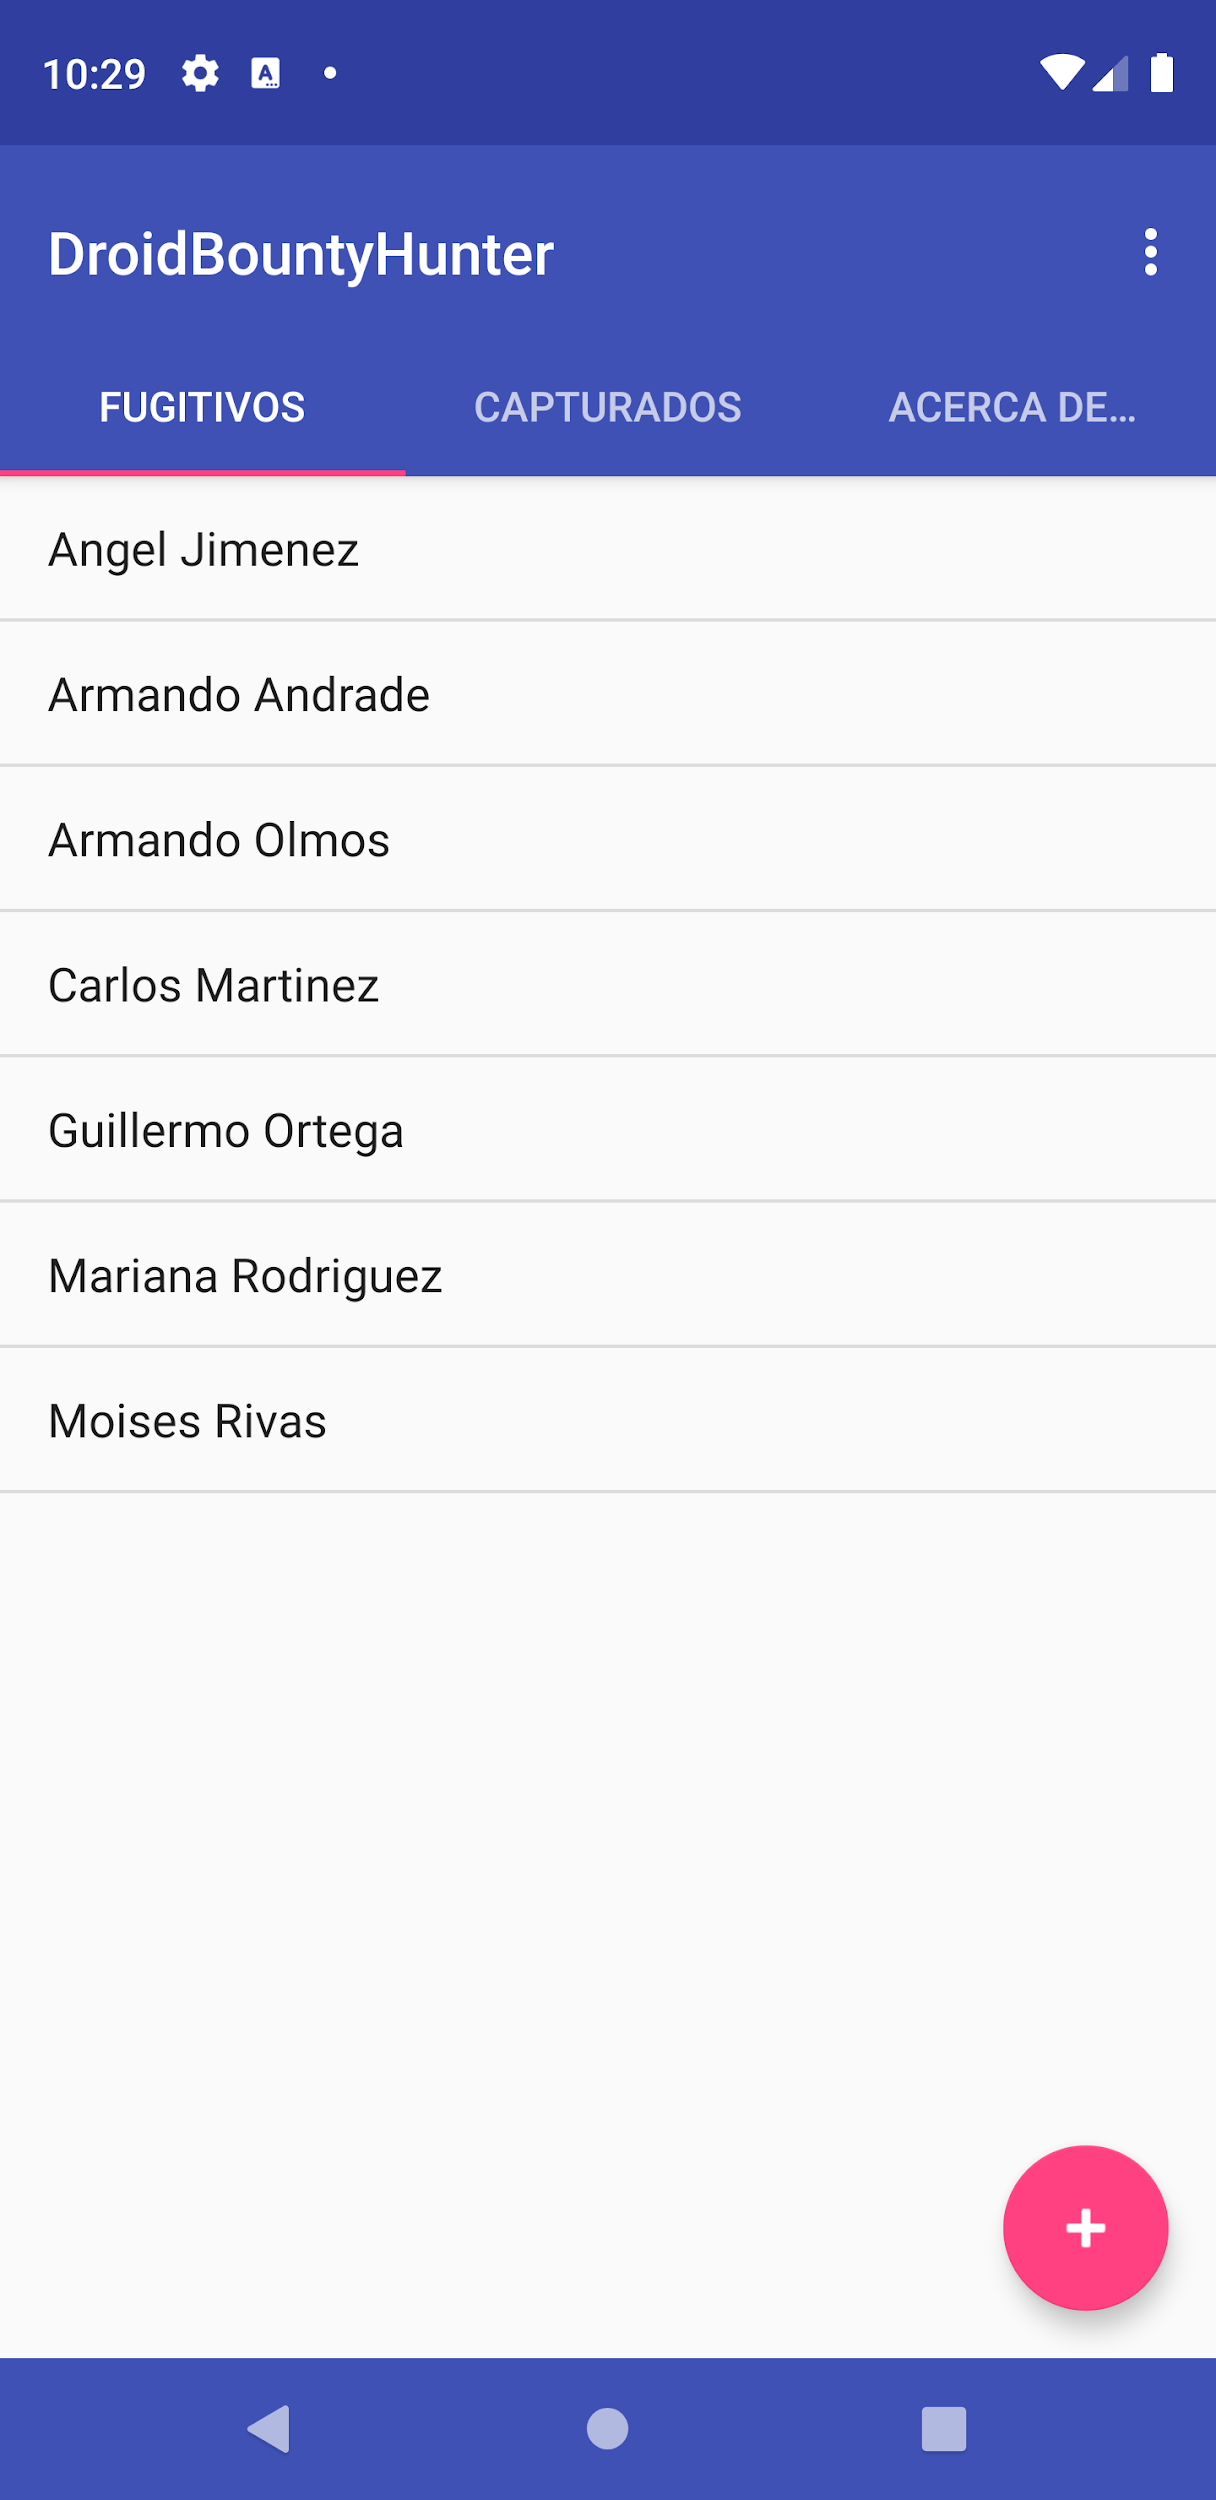 10:29
DroidBountyHunter
FUGITIVOS CAPTURADOS ACERCA DE...
Angel Jimenez
Armando Andrade
Armando Olmos
Carlos Martinez
Guillermo Ortega
Mariana Rodriguez
Moises Rivas